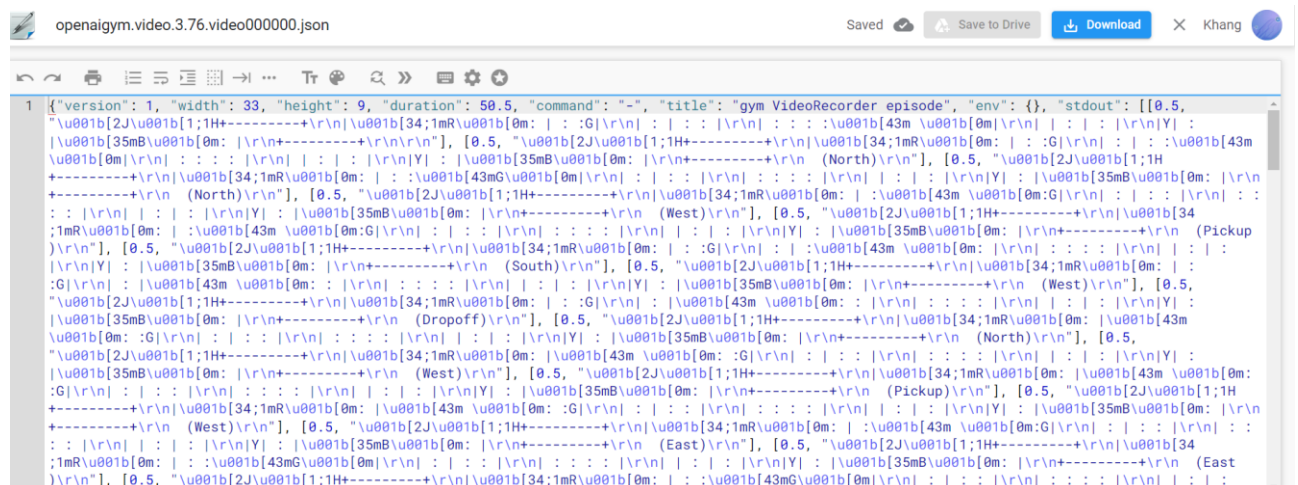 openaigym.video.3.76.video000000.json
Saved
Save to Drive
Download
Khang
1 {"version": 1, "width": 33, "height": 9, "duration": 50.5, "command": "-", "title": "gym VideoRecorder episode", "env": {}, "stdout": [[0.5,
"\u001b[2J\u001b[1;1H+---------+\r\n|\u001b[34;1mR\u001b[0m: | : :G|\r\n| : | : : |\r\n| : : : :\u001b[43m \u001b[0m|\r\n| | : | : |\r\n|Y| :
|\u001b[35mB\u001b[0m: |\r\n+---------+\r\n\r\n"], [0.5, "\u001b[2J\u001b[1;1H+---------+\r\n|\u001b[34;1mR\u001b[0m: | : :G|\r\n| : | : :\u001b[43m
\u001b[0m|\r\n| : : : : |\r\n| | : | : |\r\n|Y| : |\u001b[35mB\u001b[0m: |\r\n+---------+\r\n  (North)\r\n"], [0.5, "\u001b[2J\u001b[1;1H
+---------+\r\n|\u001b[34;1mR\u001b[0m: | : :\u001b[43mG\u001b[0m|\r\n| : | : : |\r\n| : : : : |\r\n| | : | : |\r\n|Y| : |\u001b[35mB\u001b[0m: |\r\n
+---------+\r\n  (North)\r\n"], [0.5, "\u001b[2J\u001b[1;1H+---------+\r\n|\u001b[34;1mR\u001b[0m: | :\u001b[43m \u001b[0m:G|\r\n| : | : : |\r\n| : :
: : |\r\n| | : | : |\r\n|Y| : |\u001b[35mB\u001b[0m: |\r\n+---------+\r\n  (West)\r\n"], [0.5, "\u001b[2J\u001b[1;1H+---------+\r\n|\u001b[34
;1mR\u001b[0m: | :\u001b[43m \u001b[0m:G|\r\n| : | : : |\r\n| : : : : |\r\n| | : | : |\r\n|Y| : |\u001b[35mB\u001b[0m: |\r\n+---------+\r\n  (Pickup
)\r\n"], [0.5, "\u001b[2J\u001b[1;1H+---------+\r\n|\u001b[34;1mR\u001b[0m: | : :G|\r\n| : | :\u001b[43m \u001b[0m: |\r\n| : : : : |\r\n| | : | :
|\r\n|Y| : |\u001b[35mB\u001b[0m: |\r\n+---------+\r\n  (South)\r\n"], [0.5, "\u001b[2J\u001b[1;1H+---------+\r\n|\u001b[34;1mR\u001b[0m: | :
:G|\r\n| : |\u001b[43m \u001b[0m: : |\r\n| : : : : |\r\n| | : | : |\r\n|Y| : |\u001b[35mB\u001b[0m: |\r\n+---------+\r\n  (West)\r\n"], [0.5,
"\u001b[2J\u001b[1;1H+---------+\r\n|\u001b[34;1mR\u001b[0m: | : :G|\r\n| : |\u001b[43m \u001b[0m: : |\r\n| : : : : |\r\n| | : | : |\r\n|Y| :
|\u001b[35mB\u001b[0m: |\r\n+---------+\r\n  (Dropoff)\r\n"], [0.5, "\u001b[2J\u001b[1;1H+---------+\r\n|\u001b[34;1mR\u001b[0m: |\u001b[43m
\u001b[0m: :G|\r\n| : | : : |\r\n| : : : : |\r\n| | : | : |\r\n|Y| : |\u001b[35mB\u001b[0m: |\r\n+---------+\r\n  (North)\r\n"], [0.5,
"\u001b[2J\u001b[1;1H+---------+\r\n|\u001b[34;1mR\u001b[0m: |\u001b[43m \u001b[0m: :G|\r\n| : | : : |\r\n| : : : : |\r\n| | : | : |\r\n|Y| :
|\u001b[35mB\u001b[0m: |\r\n+---------+\r\n  (West)\r\n"], [0.5, "\u001b[2J\u001b[1;1H+---------+\r\n|\u001b[34;1mR\u001b[0m: |\u001b[43m \u001b[0m:
:G|\r\n| : | : : |\r\n| : : : : |\r\n| | : | : |\r\n|Y| : |\u001b[35mB\u001b[0m: |\r\n+---------+\r\n  (Pickup)\r\n"], [0.5, "\u001b[2J\u001b[1;1H
+---------+\r\n|\u001b[34;1mR\u001b[0m: |\u001b[43m \u001b[0m: :G|\r\n| : | : : |\r\n| : : : : |\r\n| | : | : |\r\n|Y| : |\u001b[35mB\u001b[0m: |\r\n
+---------+\r\n  (West)\r\n"], [0.5, "\u001b[2J\u001b[1;1H+---------+\r\n|\u001b[34;1mR\u001b[0m: | :\u001b[43m \u001b[0m:G|\r\n| : | : : |\r\n| :
: : : |\r\n| | : | : |\r\n|Y| : |\u001b[35mB\u001b[0m: |\r\n+---------+\r\n  (East)\r\n"], [0.5, "\u001b[2J\u001b[1;1H+---------+\r\n|\u001b[34
;1mR\u001b[0m: | : :\u001b[43mG\u001b[0m|\r\n| : | : : |\r\n| : : : : |\r\n| | : | : |\r\n|Y| : |\u001b[35mB\u001b[0m: |\r\n+---------+\r\n  (East
)\r\n"], [0.5, "\u001b[2J\u001b[1;1H+---------+\r\n|\u001b[34;1mR\u001b[0m: | : :\u001b[43mG\u001b[0m|\r\n| : | : : |\r\n| : : : : |\r\n| | : | :